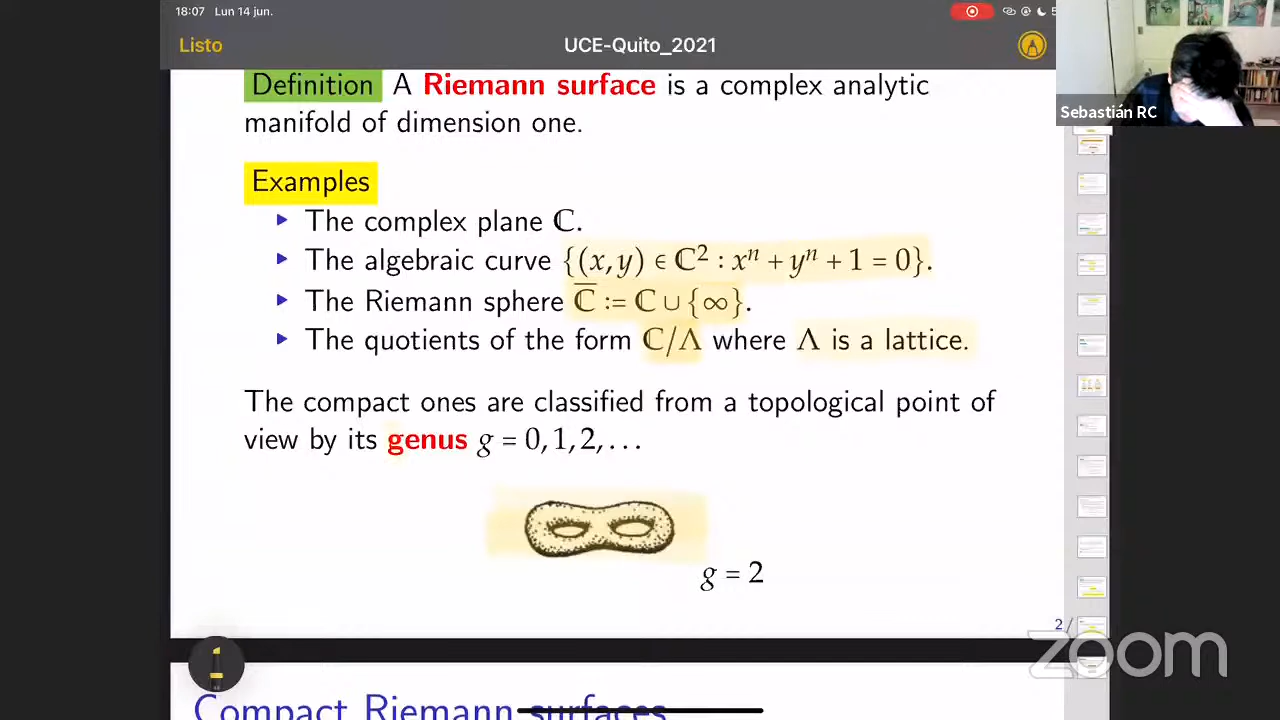 18:07 Lun 14 jun.
Listo
UCE-Quito_2021
Sebastián RC
Definition A Riemann surface is a complex analytic
manifold of dimension one.
Examples
▸ The complex plane ℂ.
▸ The algebraic curve {(x, y) ∈ ℂ² : xⁿ + yⁿ + 1 = 0}.
▸ The Riemann sphere ℂ̅ := ℂ ∪ {∞}.
▸ The quotients of the form ℂ/Λ where Λ is a lattice.
The compact ones are classified from a topological point of
view by its genus g = 0, 1, 2, …
g = 2
2 /
zoom
Compact Riemann surfaces